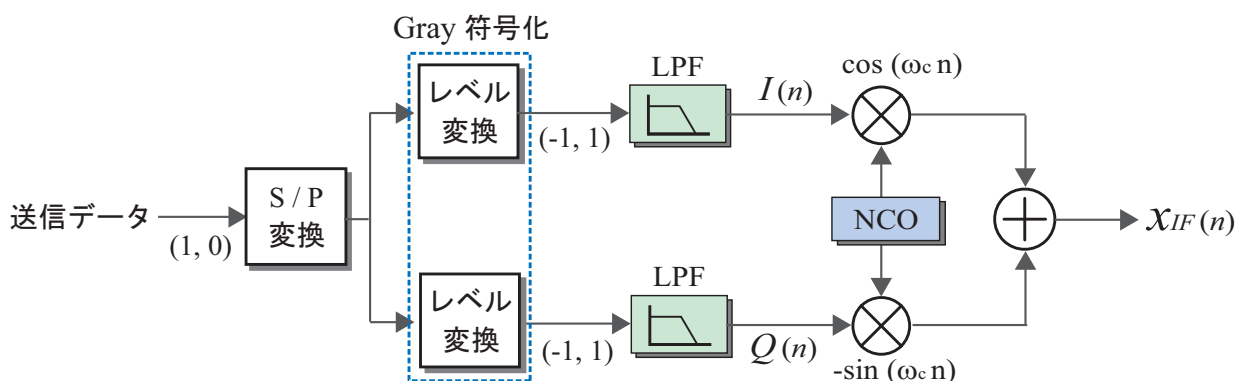 Gray 符号化
レベル
変換
(-1, 1)
LPF
I(n)
cos (ωc n)
送信データ
(1, 0)
S / P
変換
NCO
xIF(n)
レベル
変換
(-1, 1)
LPF
Q(n)
-sin (ωc n)